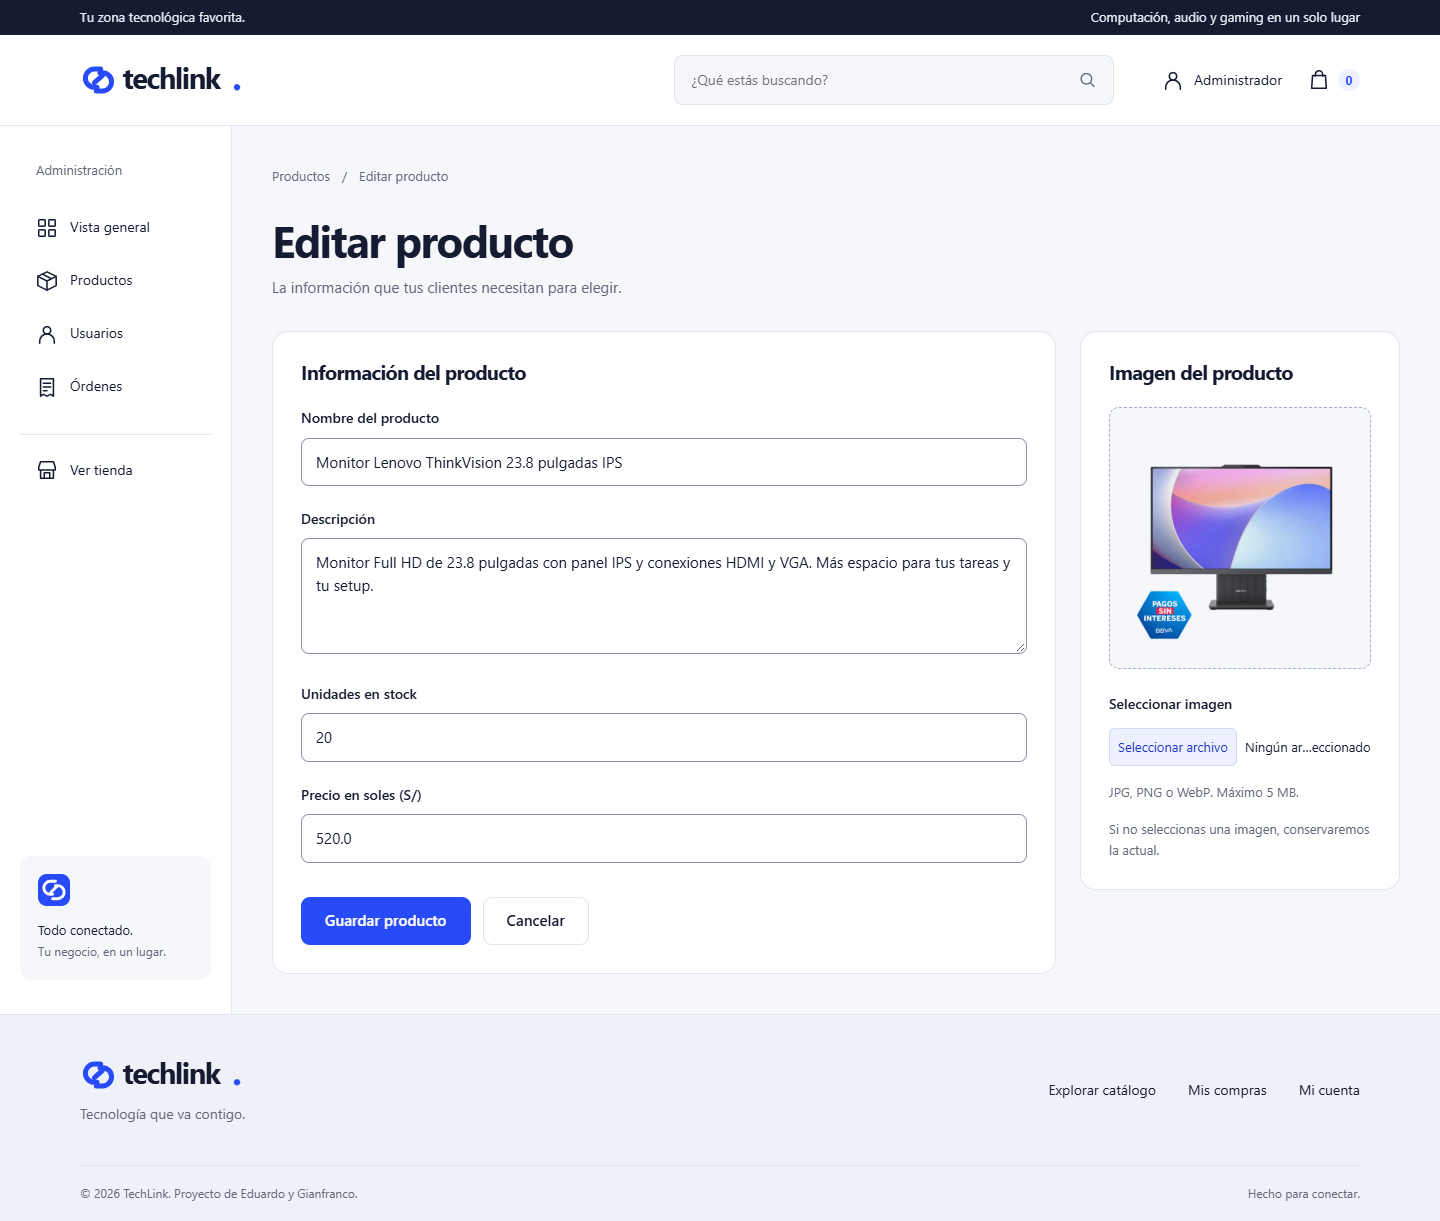 Tu zona tecnológica favorita.
Computación, audio y gaming en un solo lugar
techlink.
¿Qué estás buscando?
Administrador
0
Administración
Vista general
Productos
Usuarios
Órdenes
Ver tienda
Todo conectado.
Tu negocio, en un lugar.
Productos / Editar producto
Editar producto
La información que tus clientes necesitan para elegir.
Información del producto
Nombre del producto
Monitor Lenovo ThinkVision 23.8 pulgadas IPS
Descripción
Monitor Full HD de 23.8 pulgadas con panel IPS y conexiones HDMI y VGA. Más espacio para tus tareas y
tu setup.
Unidades en stock
20
Precio en soles (S/)
520.0
Guardar producto
Cancelar
Imagen del producto
PAGOS
SIN
INTERESES
BBVA
Seleccionar imagen
Seleccionar archivo
Ningún ar...eccionado
JPG, PNG o WebP. Máximo 5 MB.
Si no seleccionas una imagen, conservaremos
la actual.
techlink.
Tecnología que va contigo.
Explorar catálogo
Mis compras
Mi cuenta
© 2026 TechLink. Proyecto de Eduardo y Gianfranco.
Hecho para conectar.